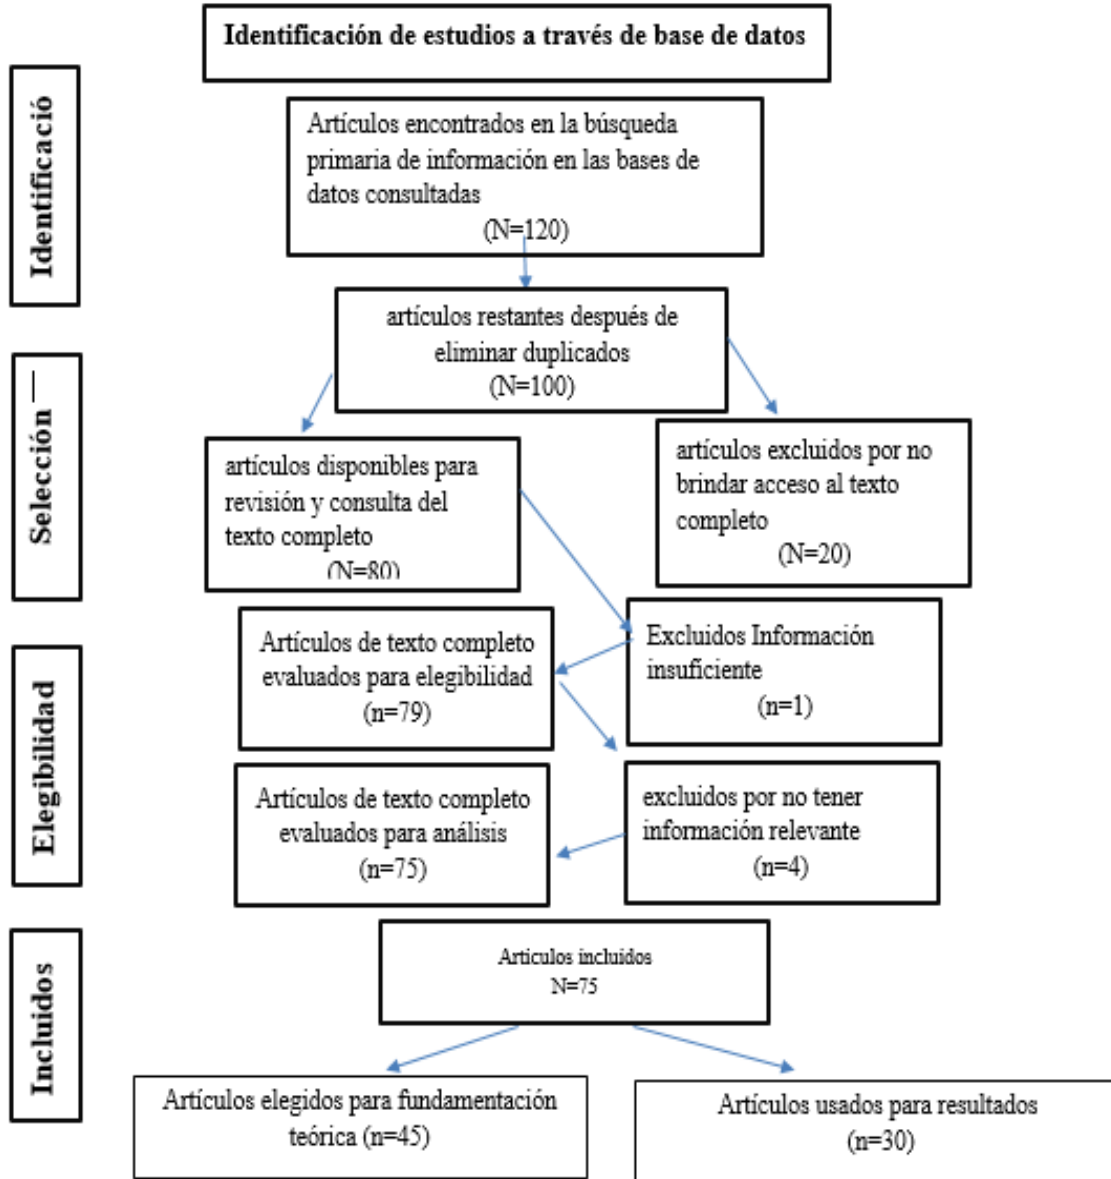 Identificación de estudios a través de base de datos
Identificació
Artículos encontrados en la búsqueda
primaria de información en las bases de
datos consultadas
(N=120)
artículos restantes después de
eliminar duplicados
(N=100)
Selección —
artículos disponibles para
revisión y consulta del
texto completo
(N=80)
artículos excluidos por no
brindar acceso al texto
completo
(N=20)
Elegibilidad
Artículos de texto completo
evaluados para elegibilidad
(n=79)
Excluidos Información
insuficiente
(n=1)
Artículos de texto completo
evaluados para análisis
(n=75)
excluidos por no tener
información relevante
(n=4)
Incluidos
Articulos incluidos
N=75
Artículos elegidos para fundamentación
teórica (n=45)
Artículos usados para resultados
(n=30)